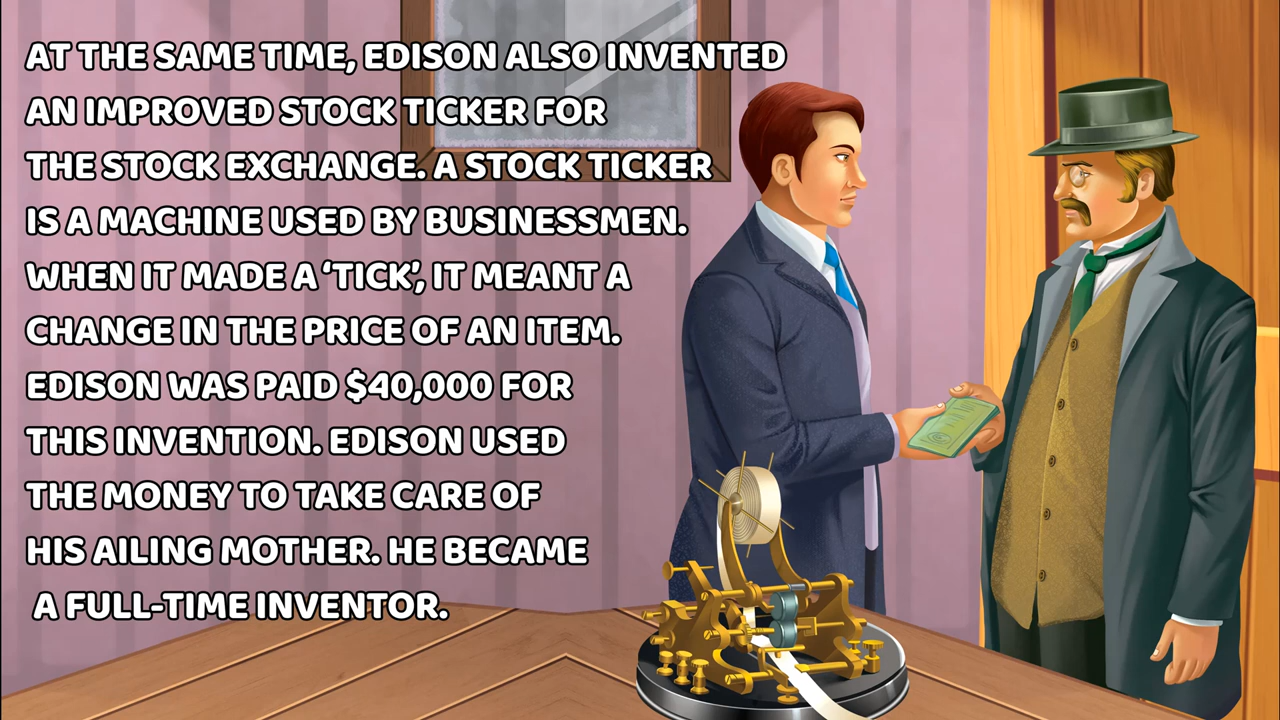 AT THE SAME TIME, EDISON ALSO INVENTED
AN IMPROVED STOCK TICKER FOR
THE STOCK EXCHANGE. A STOCK TICKER
IS A MACHINE USED BY BUSINESSMEN.
WHEN IT MADE A ‘TICK’, IT MEANT A
CHANGE IN THE PRICE OF AN ITEM.
EDISON WAS PAID $40,000 FOR
THIS INVENTION. EDISON USED
THE MONEY TO TAKE CARE OF
HIS AILING MOTHER. HE BECAME
A FULL-TIME INVENTOR.